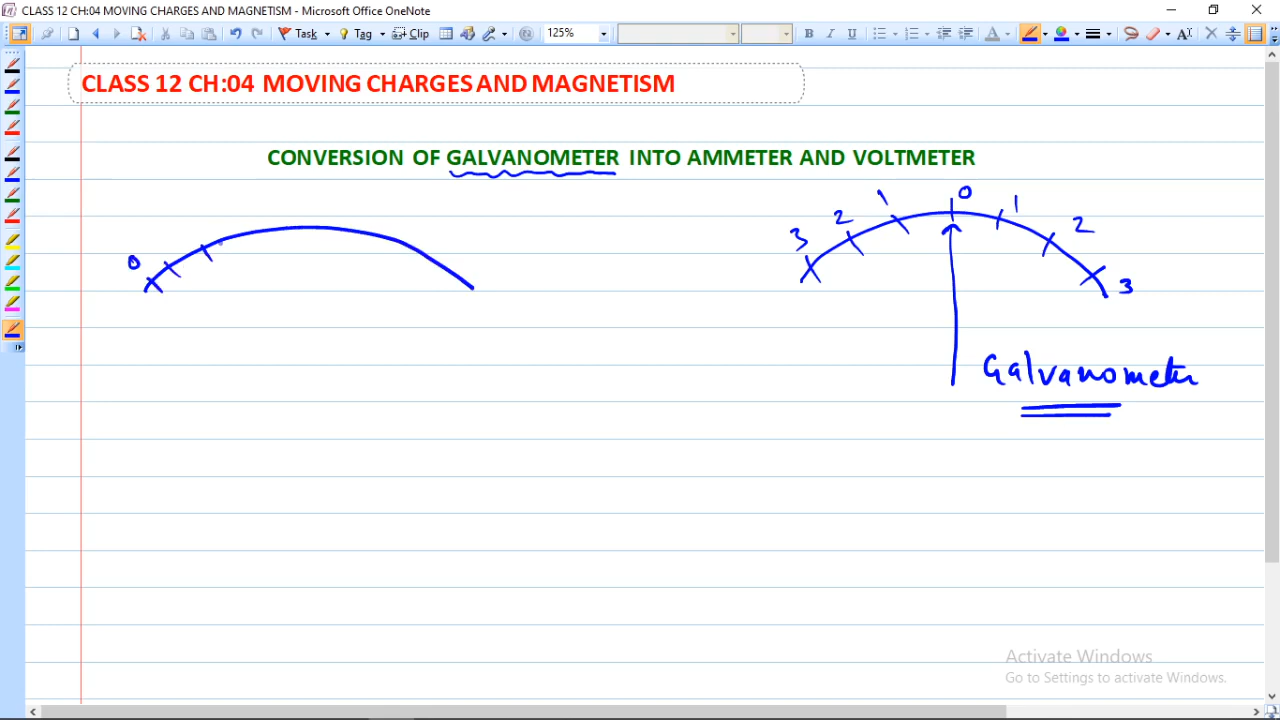 CLASS 12 CH:04 MOVING CHARGES AND MAGNETISM - Microsoft Office OneNote
Task Tag Clip 125% B I U A
CLASS 12 CH:04 MOVING CHARGES AND MAGNETISM
CONVERSION OF GALVANOMETER INTO AMMETER AND VOLTMETER
0
3 2 1 0 1 2 3
Galvanometer
Activate Windows
Go to Settings to activate Windows.